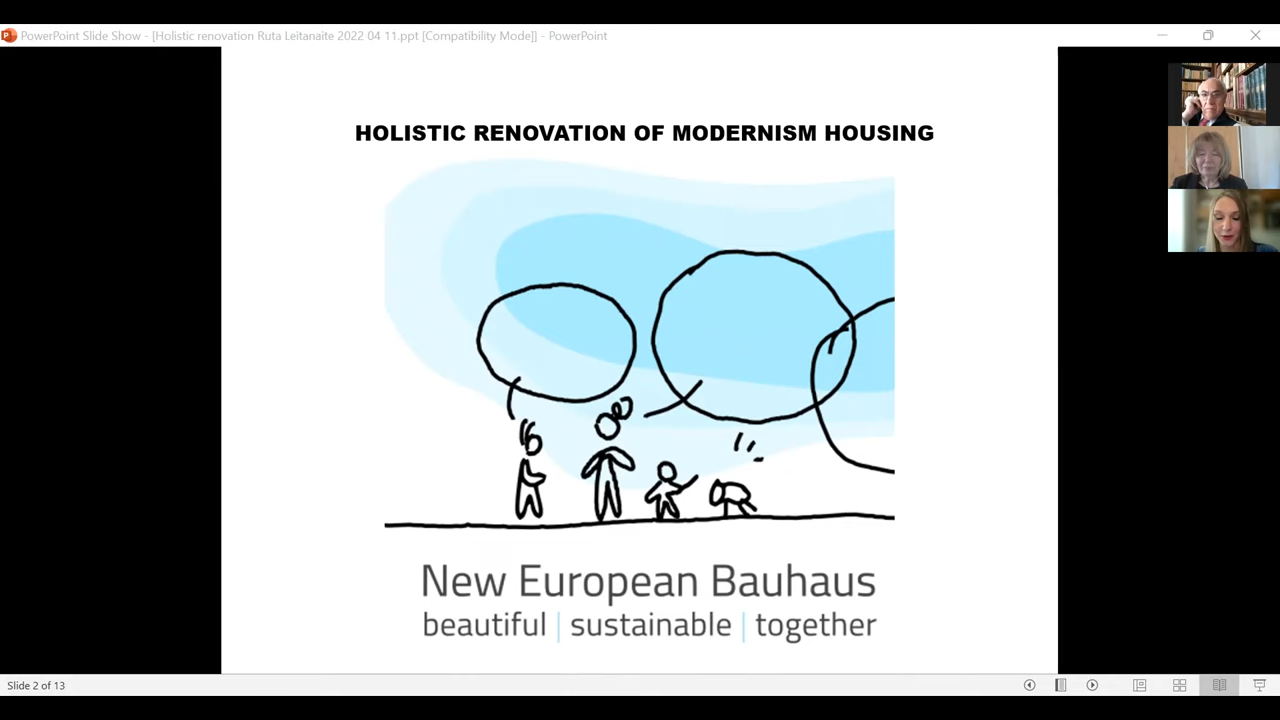 PowerPoint Slide Show - [Holistic renovation Ruta Leitanaite 2022 04 11.ppt [Compatibility Mode]] - PowerPoint
HOLISTIC RENOVATION OF MODERNISM HOUSING
New European Bauhaus
beautiful | sustainable | together
Slide 2 of 13